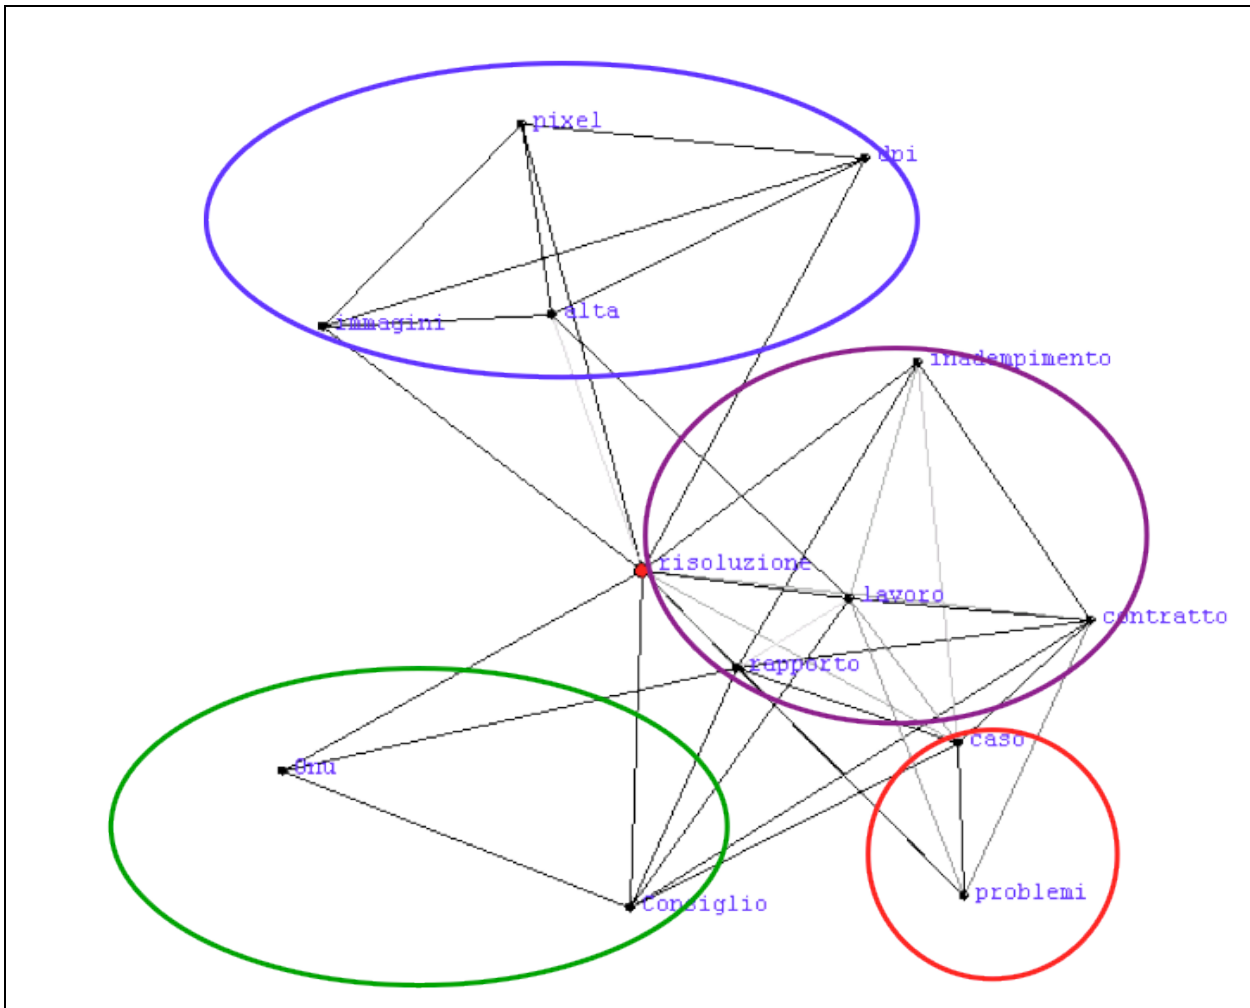 pixel
dpi
alta
immagini
inadempimento
risoluzione
lavoro
contratto
rapporto
caso
Onu
problemi
Consiglio